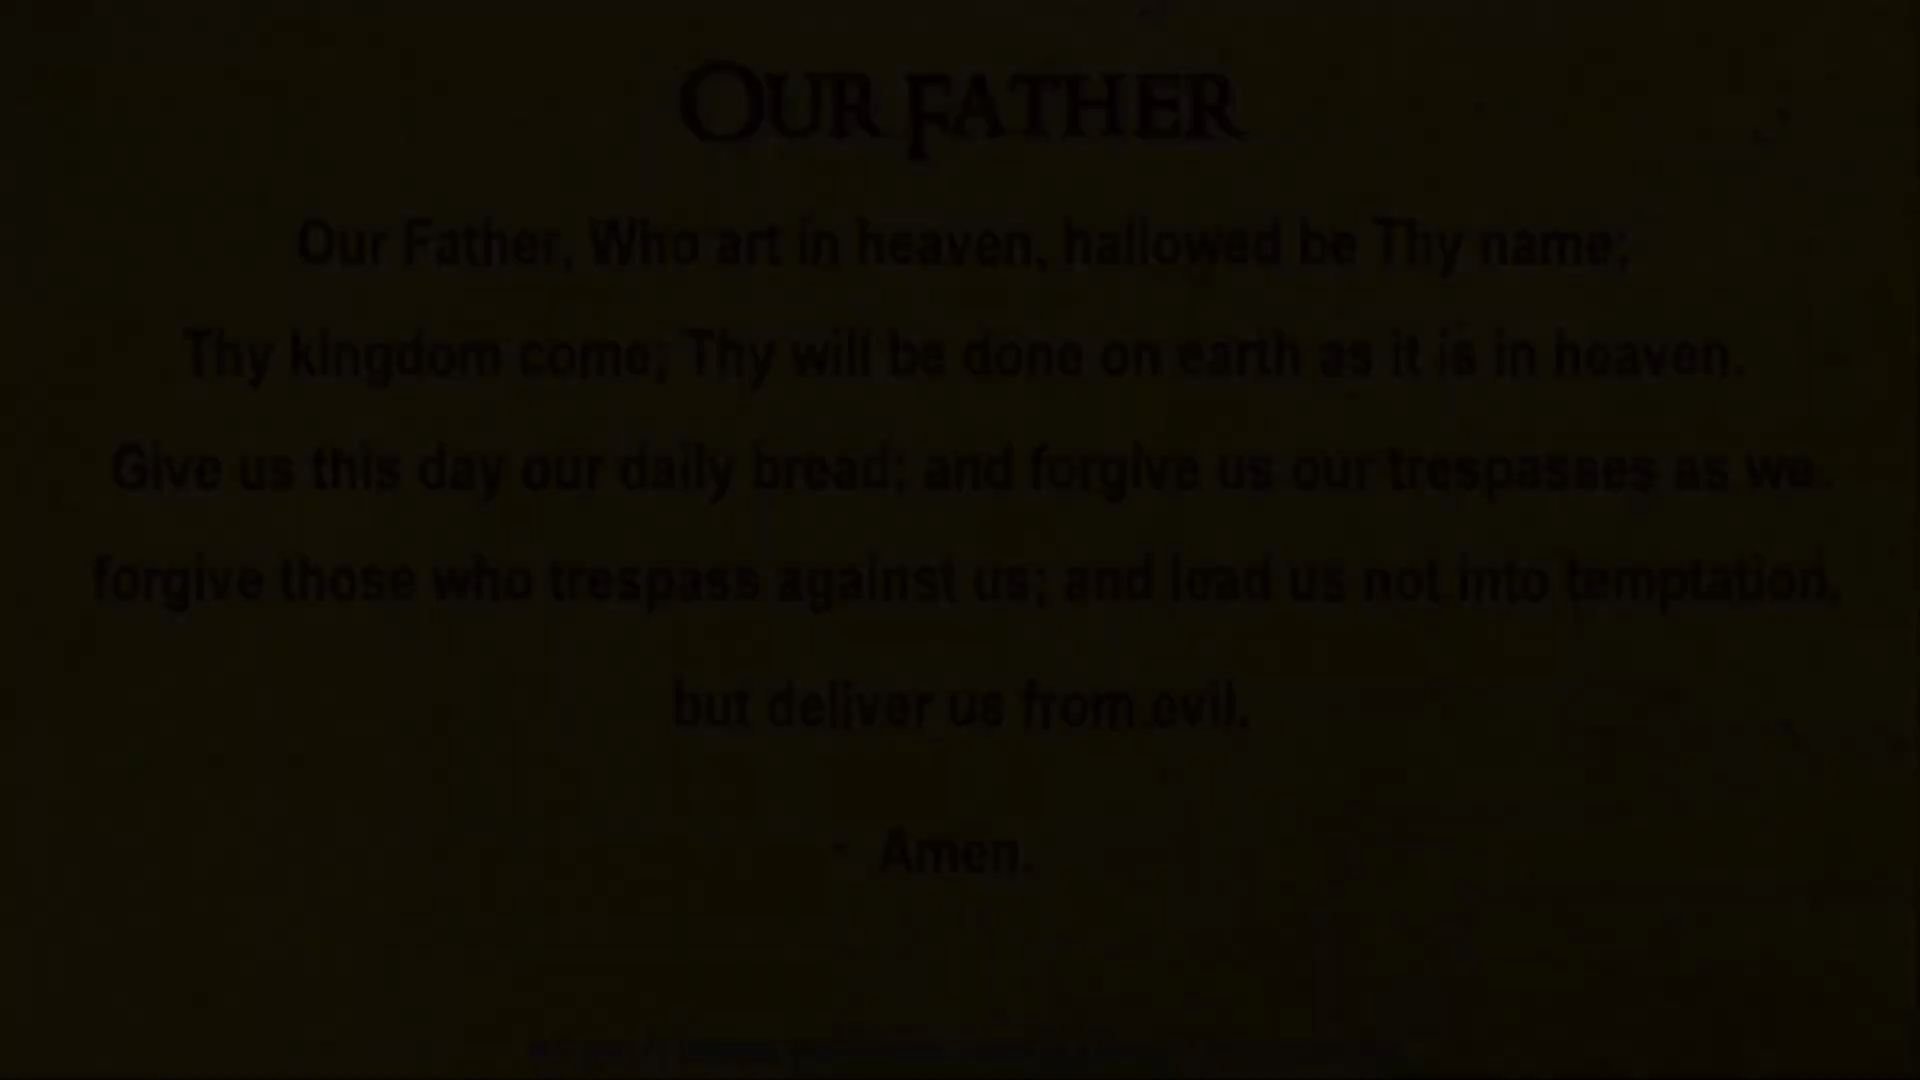 OUR FATHER
Our Father, Who art in heaven, hallowed be Thy name;
Thy kingdom come; Thy will be done on earth as it is in heaven.
Give us this day our daily bread; and forgive us our trespasses as we
forgive those who trespass against us; and lead us not into temptation,
but deliver us from evil.
Amen.